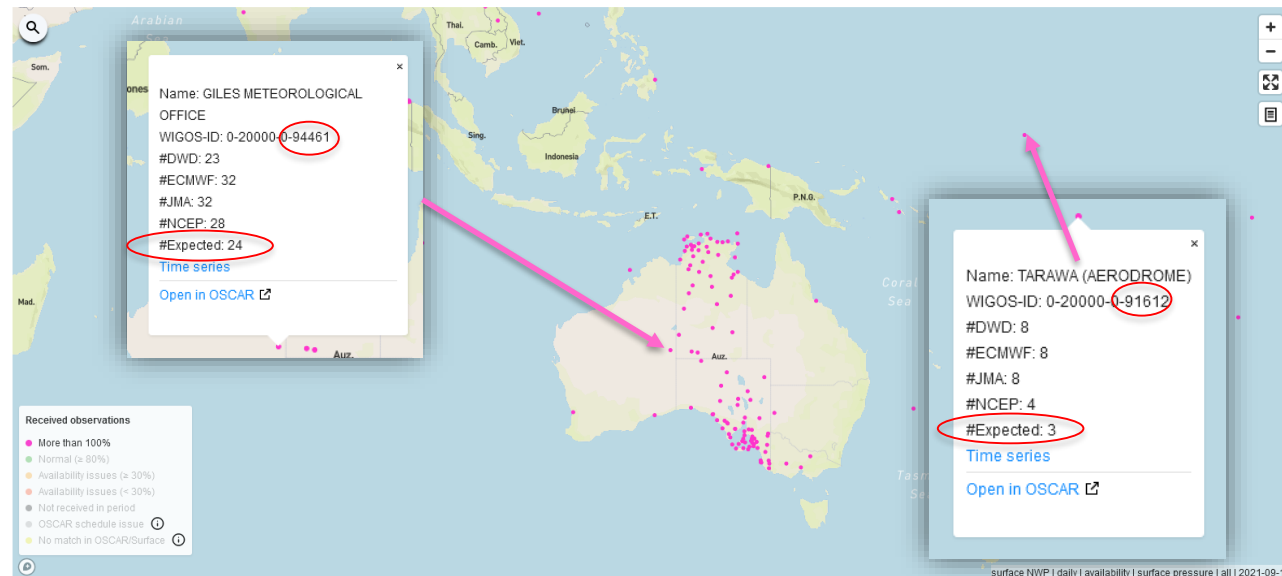 Arabian
Sea
Som.
ones
Thai.
Camb.
Viet.
Brunei
Sing.
Indonesia
P.N.G.
E.T.
Coral
Sea
Mad.
Auz.
×
Name: GILES METEOROLOGICAL
OFFICE
WIGOS-ID: 0-20000-0-94461
#DWD: 23
#ECMWF: 32
#JMA: 32
#NCEP: 28
#Expected: 24
Time series
Open in OSCAR
Auz.
+
−
×
Name: TARAWA (AERODROME)
WIGOS-ID: 0-20000-0-91612
#DWD: 8
#ECMWF: 8
#JMA: 8
#NCEP: 4
#Expected: 3
Time series
Open in OSCAR
Received observations
More than 100%
Normal (≥ 80%)
Availability issues (≥ 30%)
Availability issues (< 30%)
Not received in period
OSCAR schedule issue
No match in OSCAR/Surface
surface NWP | daily | availability | surface pressure | all | 2021-09-